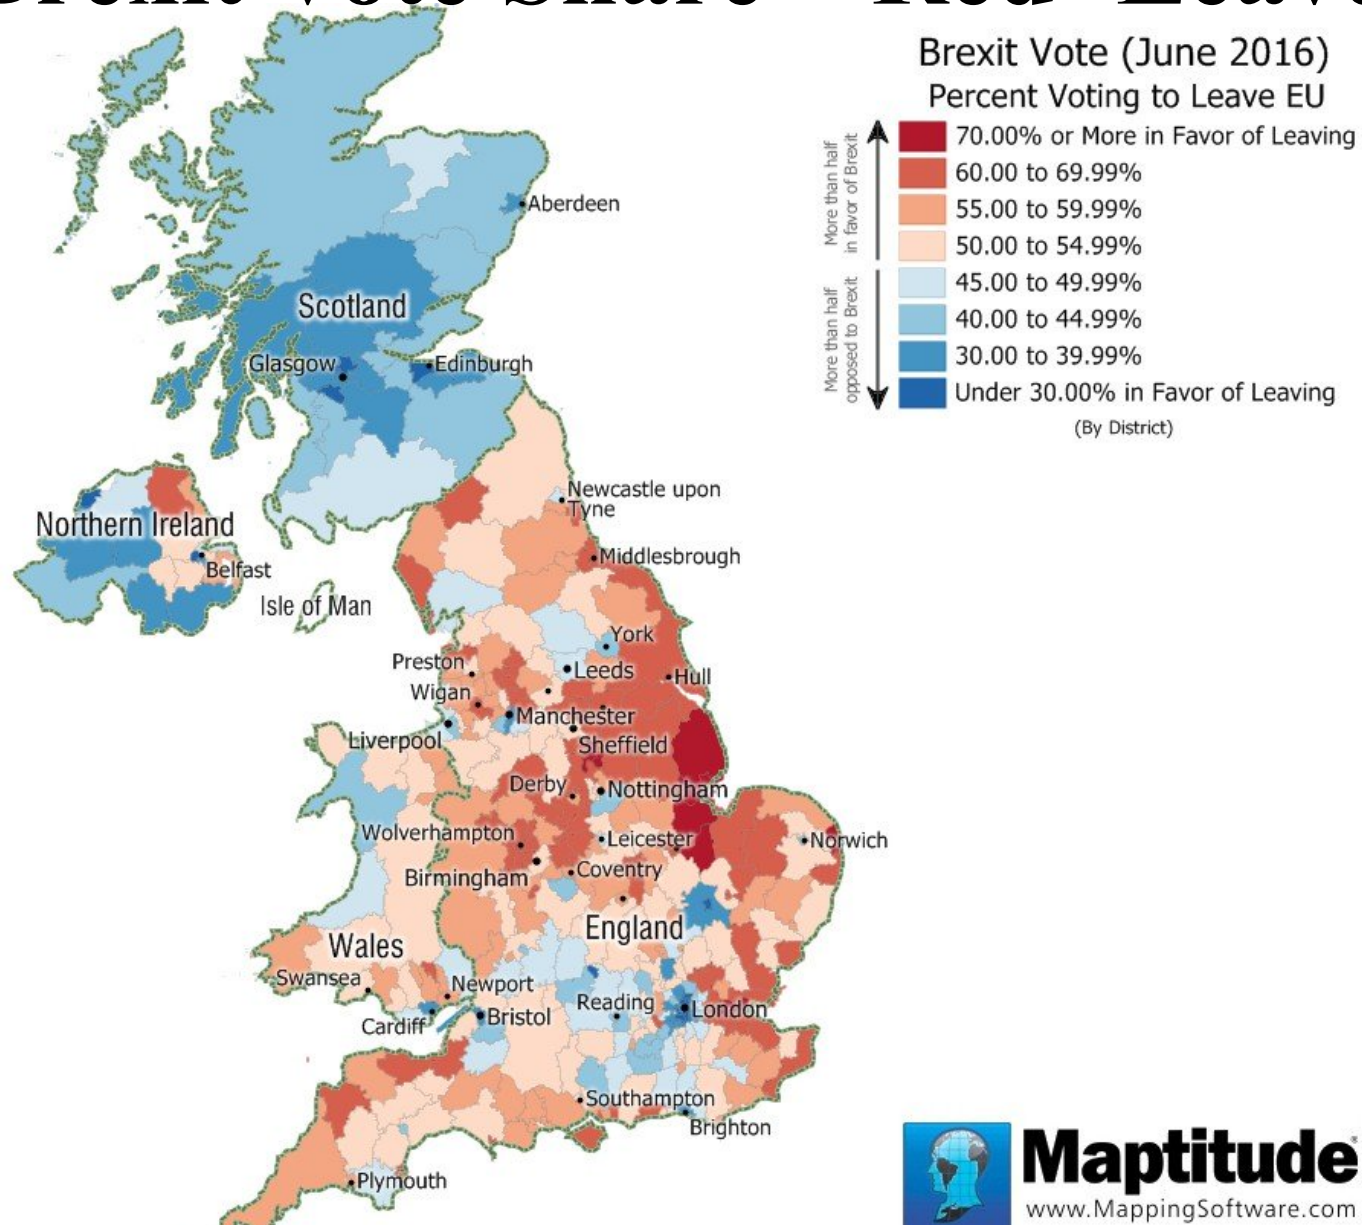 Brexit Vote Share – "Red" Leave
Brexit Vote (June 2016)
Percent Voting to Leave EU
More than half
in favor of Brexit
70.00% or More in Favor of Leaving
60.00 to 69.99%
55.00 to 59.99%
50.00 to 54.99%
More than half
opposed to Brexit
45.00 to 49.99%
40.00 to 44.99%
30.00 to 39.99%
Under 30.00% in Favor of Leaving
(By District)
Aberdeen
Scotland
Glasgow
Edinburgh
Newcastle upon
Tyne
Northern Ireland
Middlesbrough
Belfast
Isle of Man
York
Preston
Leeds
Hull
Wigan
Manchester
Liverpool
Sheffield
Derby
Nottingham
Wolverhampton
Leicester
Norwich
Birmingham
Coventry
England
Wales
Swansea
Newport
Reading
London
Cardiff
Bristol
Southampton
Brighton
Plymouth
Maptitude
www.MappingSoftware.com